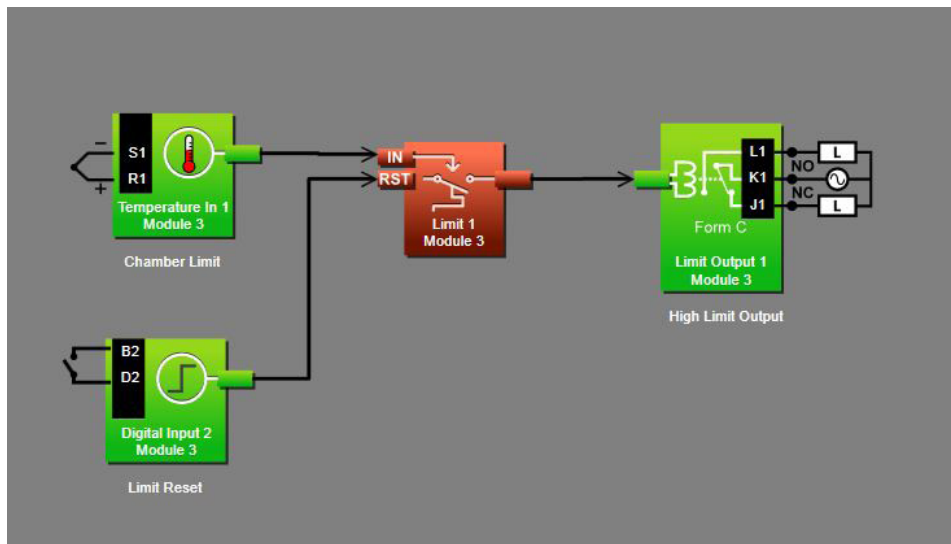 S1
R1
Temperature In 1
Module 3
Chamber Limit
B2
D2
Digital Input 2
Module 3
Limit Reset
IN
RST
Limit 1
Module 3
L1
K1
J1
NO
NC
L
L
Form C
Limit Output 1
Module 3
High Limit Output